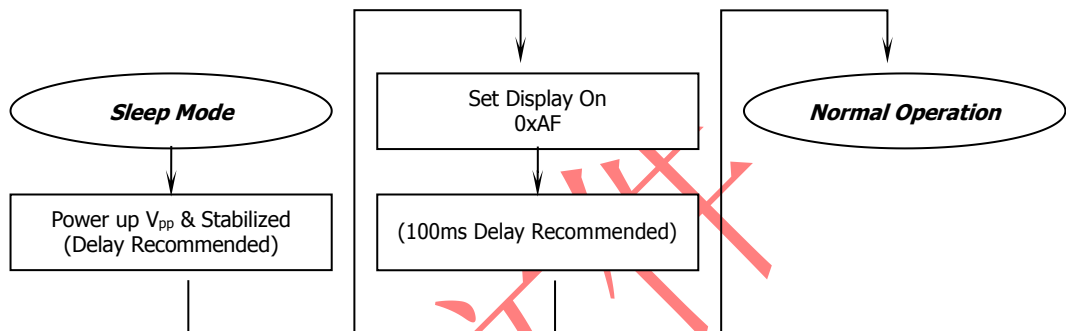 Sleep Mode
Power up Vpp & Stabilized
(Delay Recommended)
Set Display On
0xAF
(100ms Delay Recommended)
Normal Operation